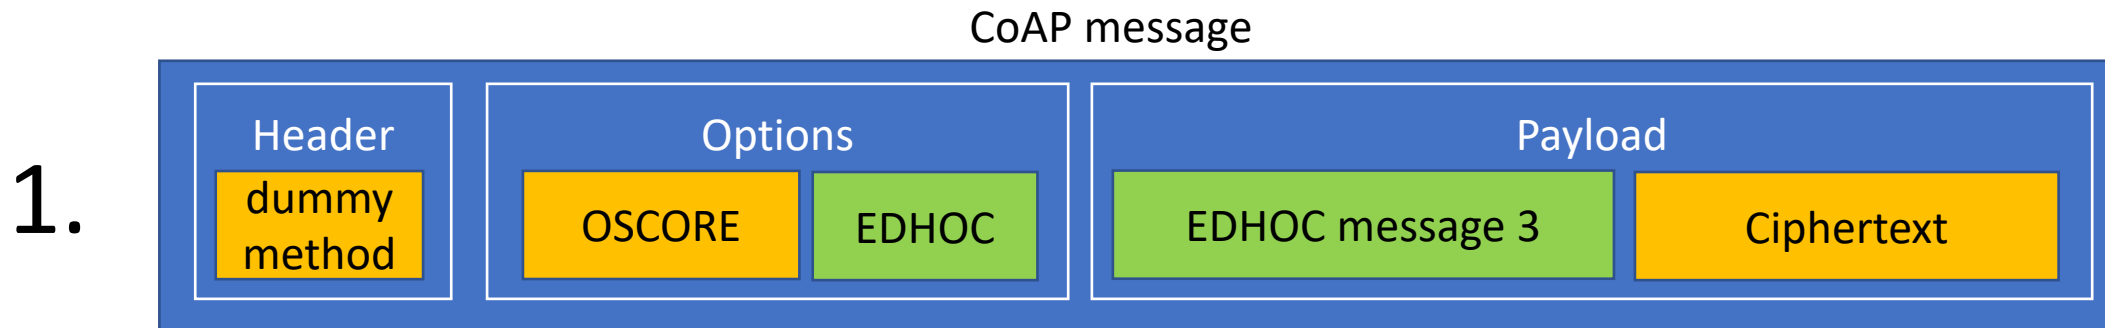 CoAP message
1.
Header
Options
Payload
dummy
method
OSCORE
EDHOC
EDHOC message 3
Ciphertext